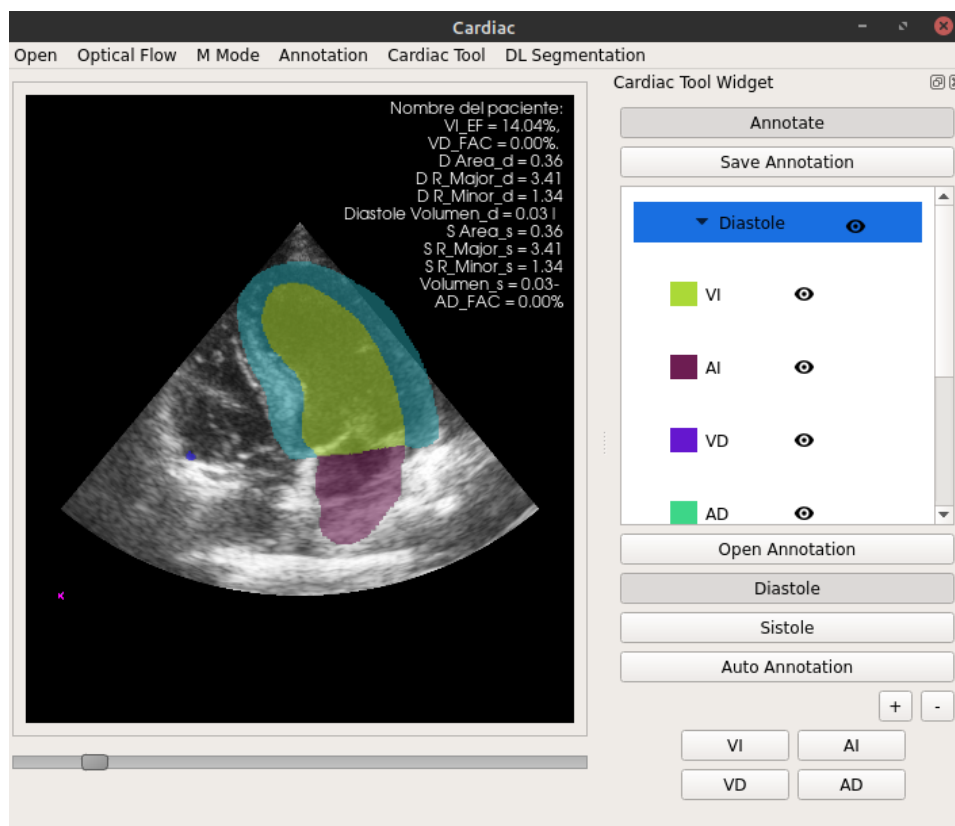 Cardiac
Open Optical Flow M Mode Annotation Cardiac Tool DL Segmentation
Nombre del paciente:
VI_EF = 14.04%,
VD_FAC = 0.00%.
D Area_d = 0.36
D R_Major_d = 3.41
D R_Minor_d = 1.34
Diastole Volumen_d = 0.03 l
S Area_s = 0.36
S R_Major_s = 3.41
S R_Minor_s = 1.34
Volumen_s = 0.03-
AD_FAC = 0.00%
Cardiac Tool Widget
Annotate
Save Annotation
Diastole
VI
AI
VD
AD
Open Annotation
Diastole
Sistole
Auto Annotation
+ -
VI AI
VD AD